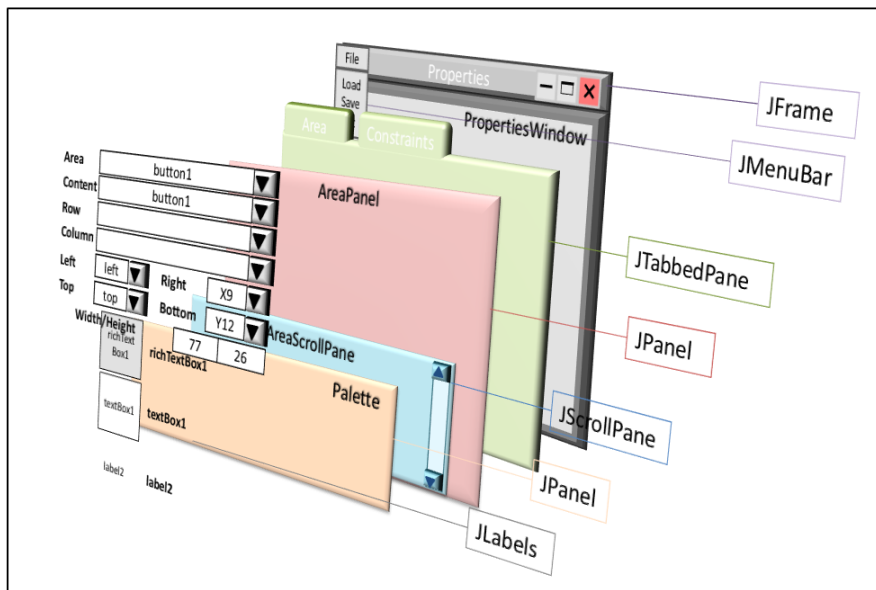 File
Properties
Load
Save
PropertiesWindow
JFrame
JMenuBar
Area
Constraints
Area
button1
Content
button1
Row
Column
AreaPanel
JTabbedPane
Left
left
Right
X9
Top
top
Bottom
Y12
JPanel
Width/Height
77
26
AreaScrollPane
richText
Box1
richTextBox1
Palette
JScrollPane
textBox1
textBox1
JPanel
label2
label2
JLabels